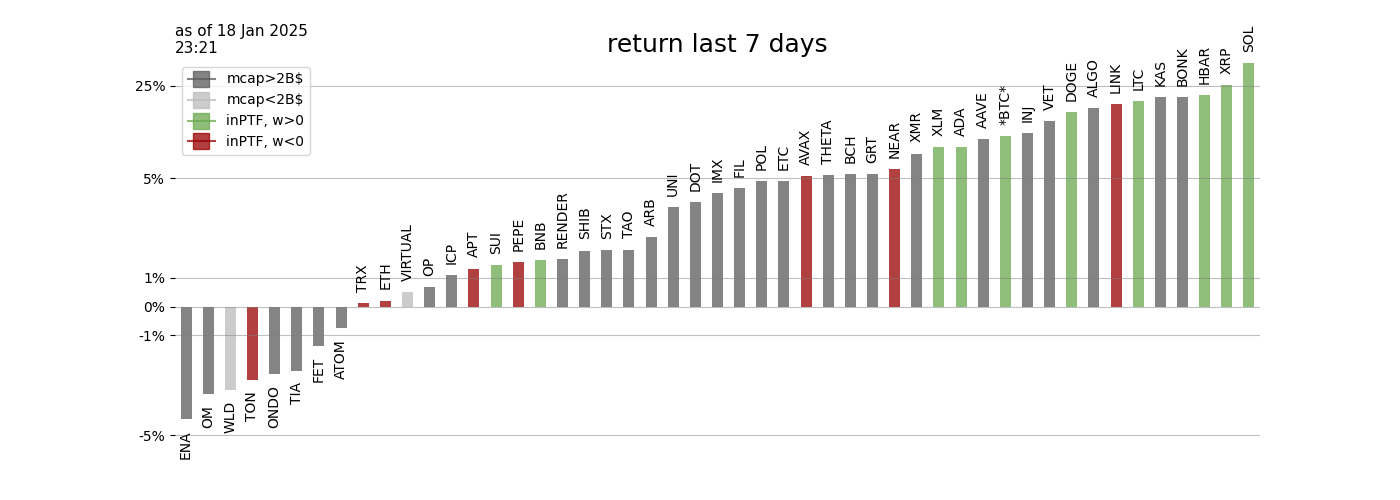 as of 18 Jan 2025
23:21
return last 7 days
mcap>2B$
mcap<2B$
inPTF, w>0
inPTF, w<0
25%
5%
1%
0%
-1%
-5%
ENA
OM
WLD
TON
ONDO
TIA
FET
ATOM
TRX
ETH
VIRTUAL
OP
ICP
APT
SUI
PEPE
BNB
RENDER
SHIB
STX
TAO
ARB
UNI
DOT
IMX
FIL
POL
ETC
AVAX
THETA
BCH
GRT
NEAR
XMR
XLM
ADA
AAVE
*BTC*
INJ
VET
DOGE
ALGO
LINK
LTC
KAS
BONK
HBAR
XRP
SOL